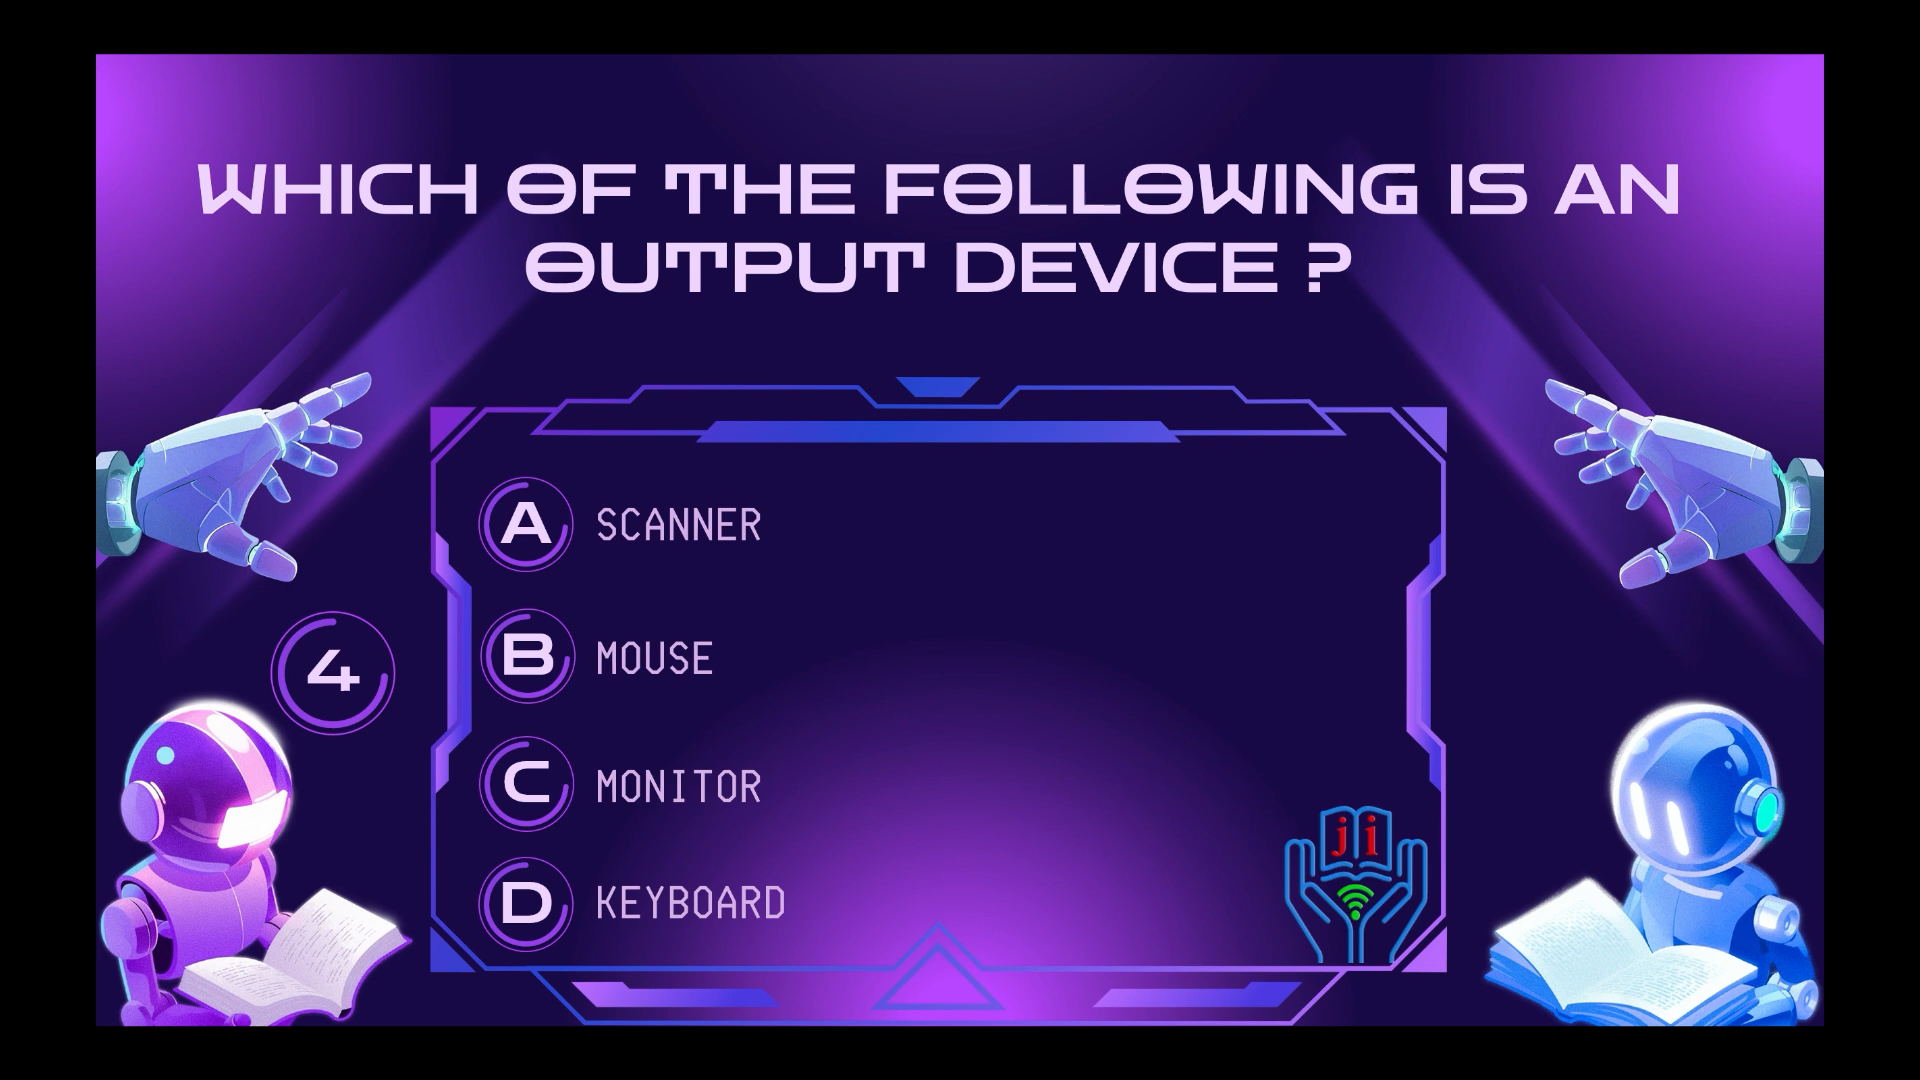 WHICH OF THE FOLLOWING IS AN
OUTPUT DEVICE ?
A SCANNER
B MOUSE
4
C MONITOR
D KEYBOARD
ji